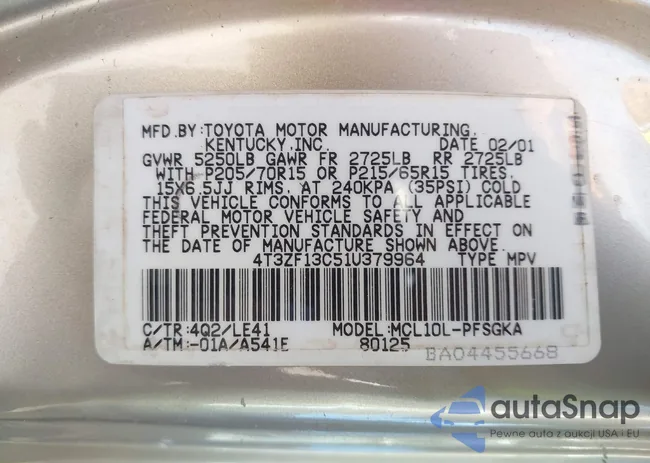 MFD.BY:TOYOTA MOTOR MANUFACTURING,
KENTUCKY,INC. DATE 02/01
GVWR 5250LB GAWR FR 2725LB RR 2725LB
WITH P205/70R15 OR P215/65R15 TIRES.
15X6.5JJ RIMS. AT 240KPA (35PSI) COLD
THIS VEHICLE CONFORMS TO ALL APPLICABLE
FEDERAL MOTOR VEHICLE SAFETY AND
THEFT PREVENTION STANDARDS IN EFFECT ON
THE DATE OF MANUFACTURE SHOWN ABOVE.
4T3ZF13C51U379964 TYPE MPV
C/TR:4Q2/LE41 MODEL:MCL10L-PFSGKA
A/TM:-01A/A541E 80125
BA04455668
autaSnap
Pewne auta z aukcji USA i EU